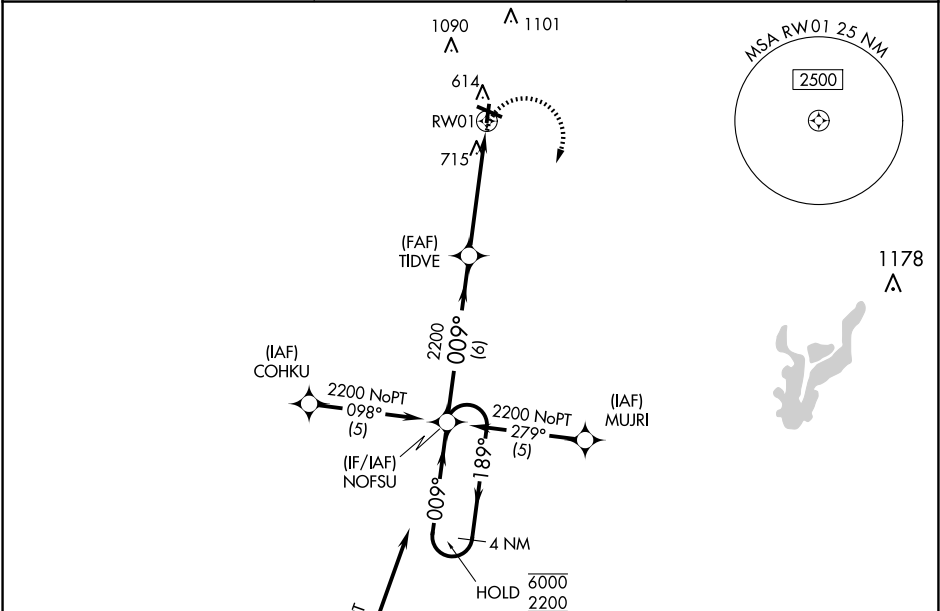 1090
1101
MSA RW01 25 NM
614
2500
RW01
715
(FAF)
TIDVE
1178
2200
009°
(6)
(IAF)
COHKU
2200 NoPT
098°
(5)
2200 NoPT
279°
(5)
(IAF)
MUJRI
(IF/IAF)
NOFSU
009°
189°
4 NM
HOLD
6000
2200